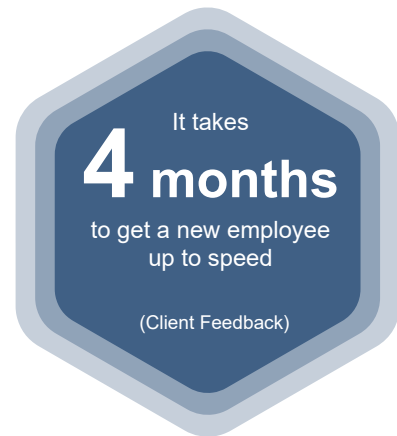 It takes
4 months
to get a new employee
up to speed
(Client Feedback)